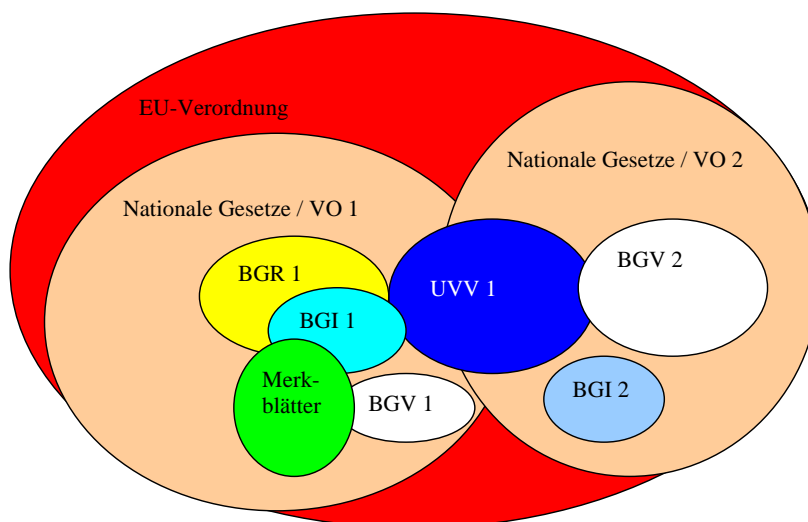 EU-Verordnung
Nationale Gesetze / VO 2
Nationale Gesetze / VO 1
BGR 1
BGV 2
UVV 1
BGI 1
Merk-
blätter
BGV 1
BGI 2